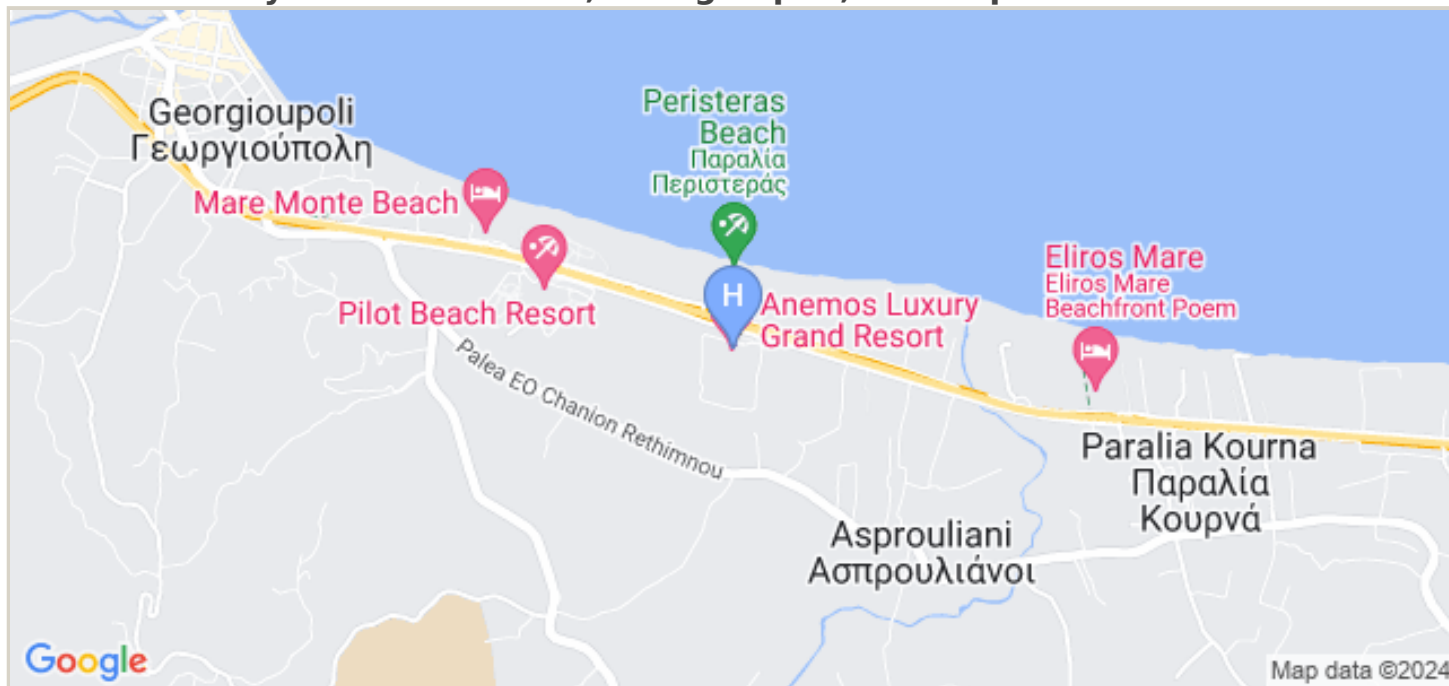 Georgioupoli
Γεωργιούπολη
Mare Monte Beach
Pilot Beach Resort
Peristeras
Beach
Παραλία
Περιστεράς
H
Anemos Luxury
Grand Resort
Eliros Mare
Eliros Mare
Beachfront Poem
Palea EO Chanion Rethimnou
Paralia Kourna
Παραλία
Κουρνά
Asprouliani
Ασπρουλιάνοι
Google
Map data ©2024